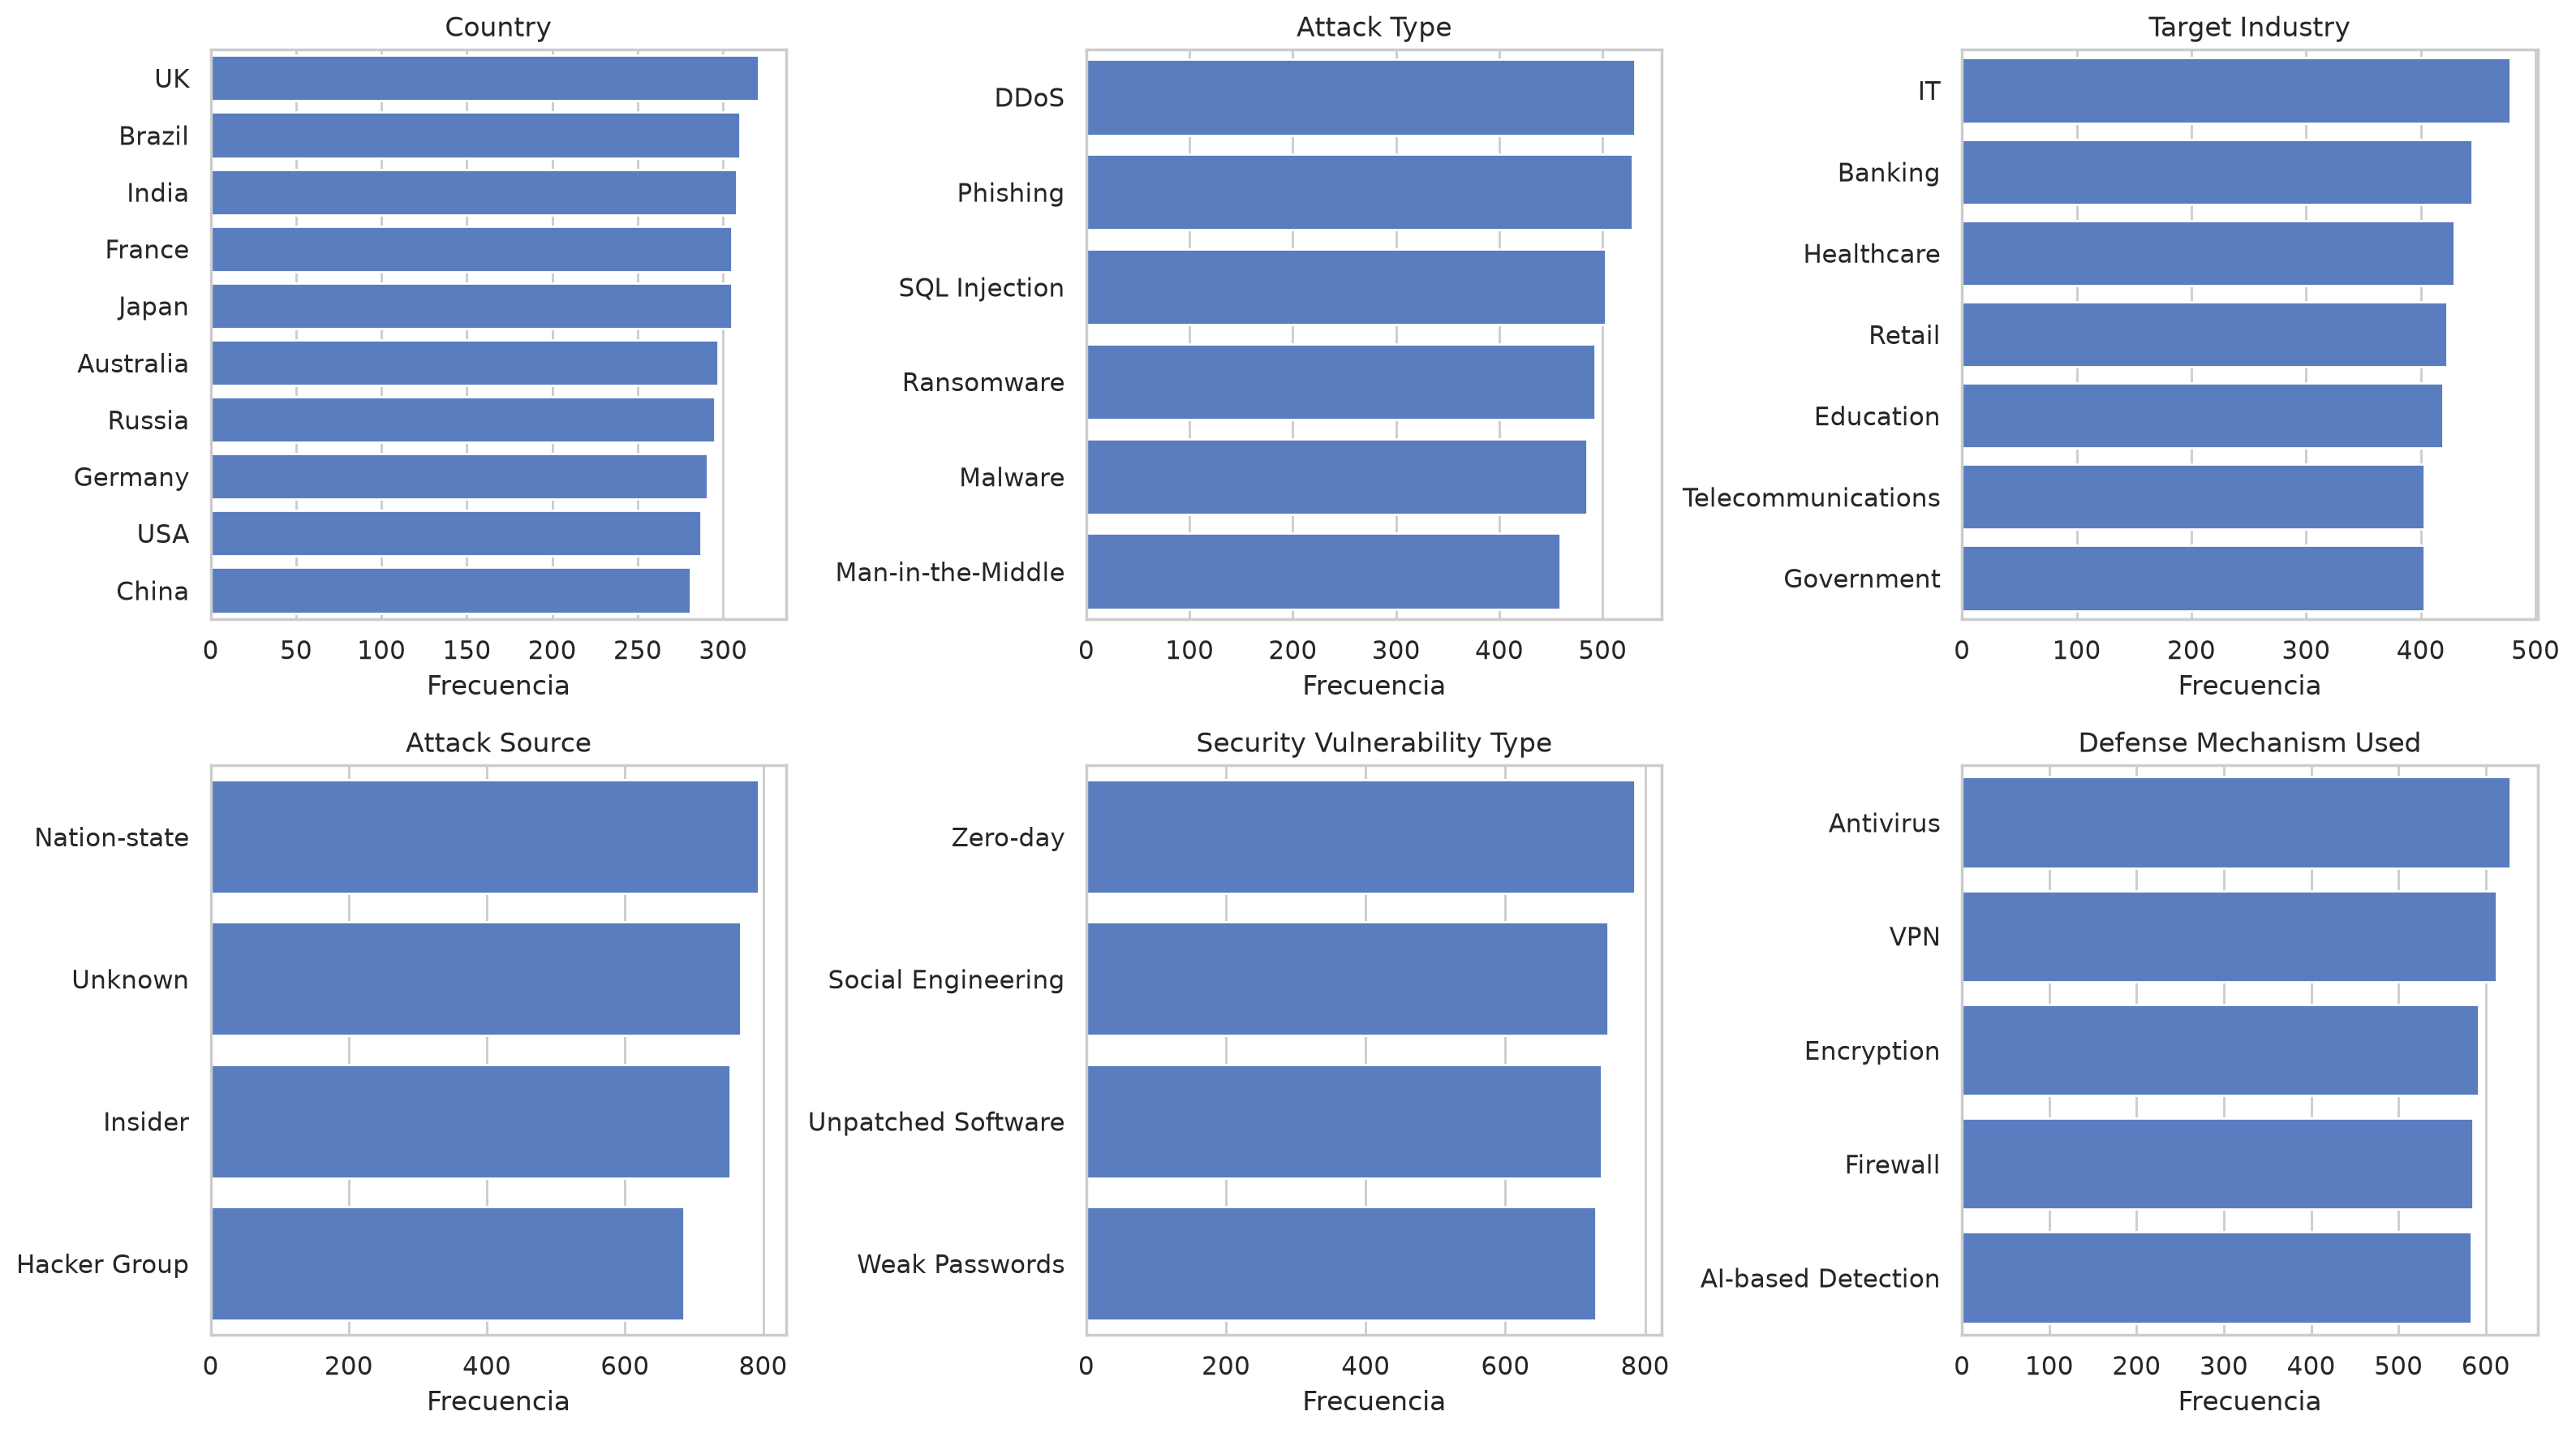 Country
UK
Brazil
India
France
Japan
Australia
Russia
Germany
USA
China
0 50 100 150 200 250 300
Frecuencia
Attack Type
DDoS
Phishing
SQL Injection
Ransomware
Malware
Man-in-the-Middle
0 100 200 300 400 500
Frecuencia
Target Industry
IT
Banking
Healthcare
Retail
Education
Telecommunications
Government
0 100 200 300 400 500
Frecuencia
Attack Source
Nation-state
Unknown
Insider
Hacker Group
0 200 400 600 800
Frecuencia
Security Vulnerability Type
Zero-day
Social Engineering
Unpatched Software
Weak Passwords
0 200 400 600 800
Frecuencia
Defense Mechanism Used
Antivirus
VPN
Encryption
Firewall
AI-based Detection
0 100 200 300 400 500 600
Frecuencia